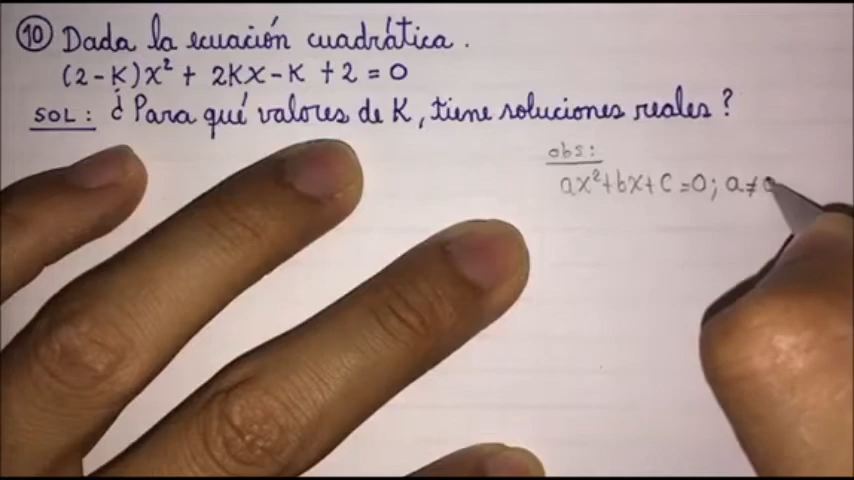 10 Dada la ecuación cuadrática.
(2-K)x² + 2Kx-K +2=0
SOL: ¿Para qué valores de K, tiene soluciones reales?
obs:
ax²+bx+c=0; a≠